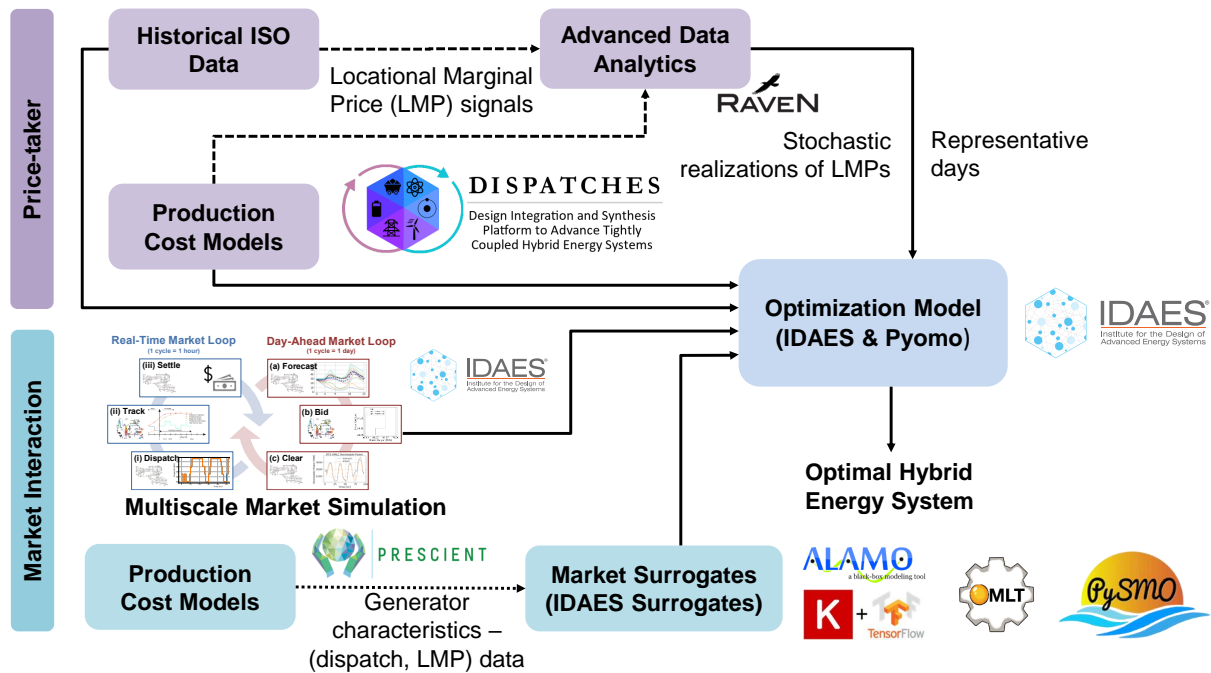 Price-taker
Historical ISO
Data
Locational Marginal
Price (LMP) signals
Advanced Data
Analytics
RAVEN
Stochastic
realizations of LMPs
Representative
days
Production
Cost Models
DISPATCHES
Design Integration and Synthesis
Platform to Advance Tightly
Coupled Hybrid Energy Systems
Optimization Model
(IDAES & Pyomo)
IDAES®
Institute for the Design of
Advanced Energy Systems
Market Interaction
Real-Time Market Loop
(1 cycle = 1 hour)
Day-Ahead Market Loop
(1 cycle = 1 day)
(iii) Settle
$
(a) Forecast
(ii) Track
(b) Bid
(i) Dispatch
(c) Clear
IDAES®
Institute for the Design of
Advanced Energy Systems
Multiscale Market Simulation
Optimal Hybrid
Energy System
Production
Cost Models
PRESCIENT
Generator
characteristics –
(dispatch, LMP) data
Market Surrogates
(IDAES Surrogates)
ALAMO
a black-box modeling tool
K + TensorFlow
OMLT
PySMO